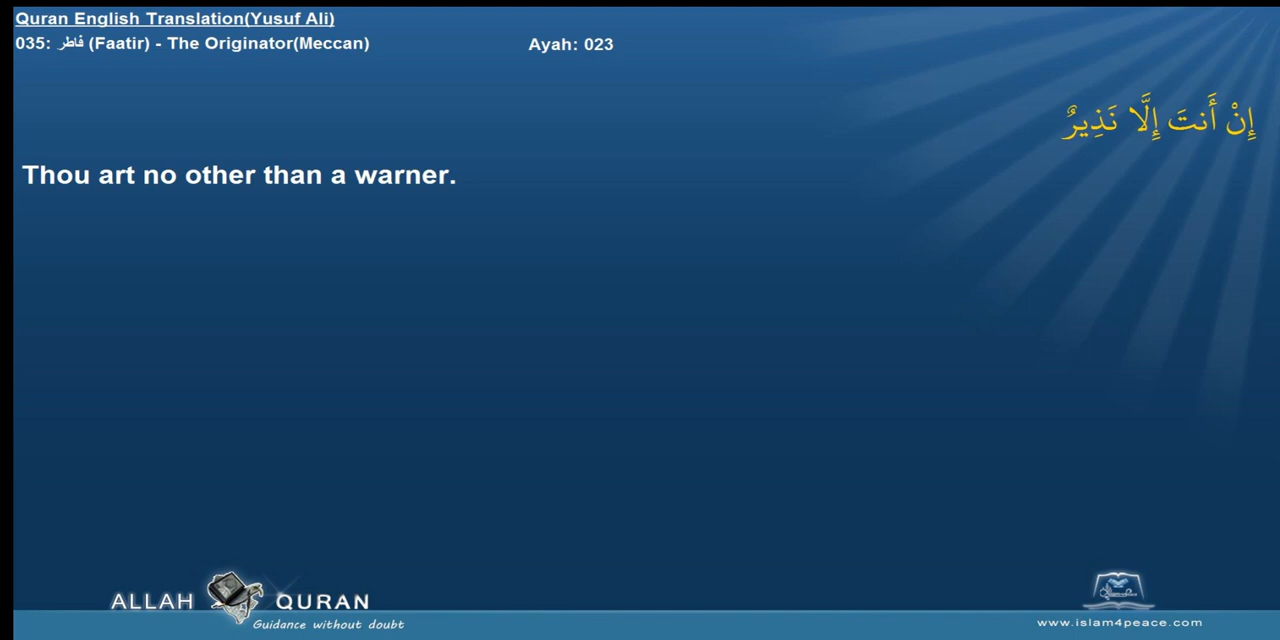 Quran English Translation(Yusuf Ali)
035: فاطر (Faatir) - The Originator(Meccan) Ayah: 023
إِنْ أَنتَ إِلَّا نَذِيرٌ
Thou art no other than a warner.
ALLAH QURAN
Guidance without doubt
www.islam4peace.com